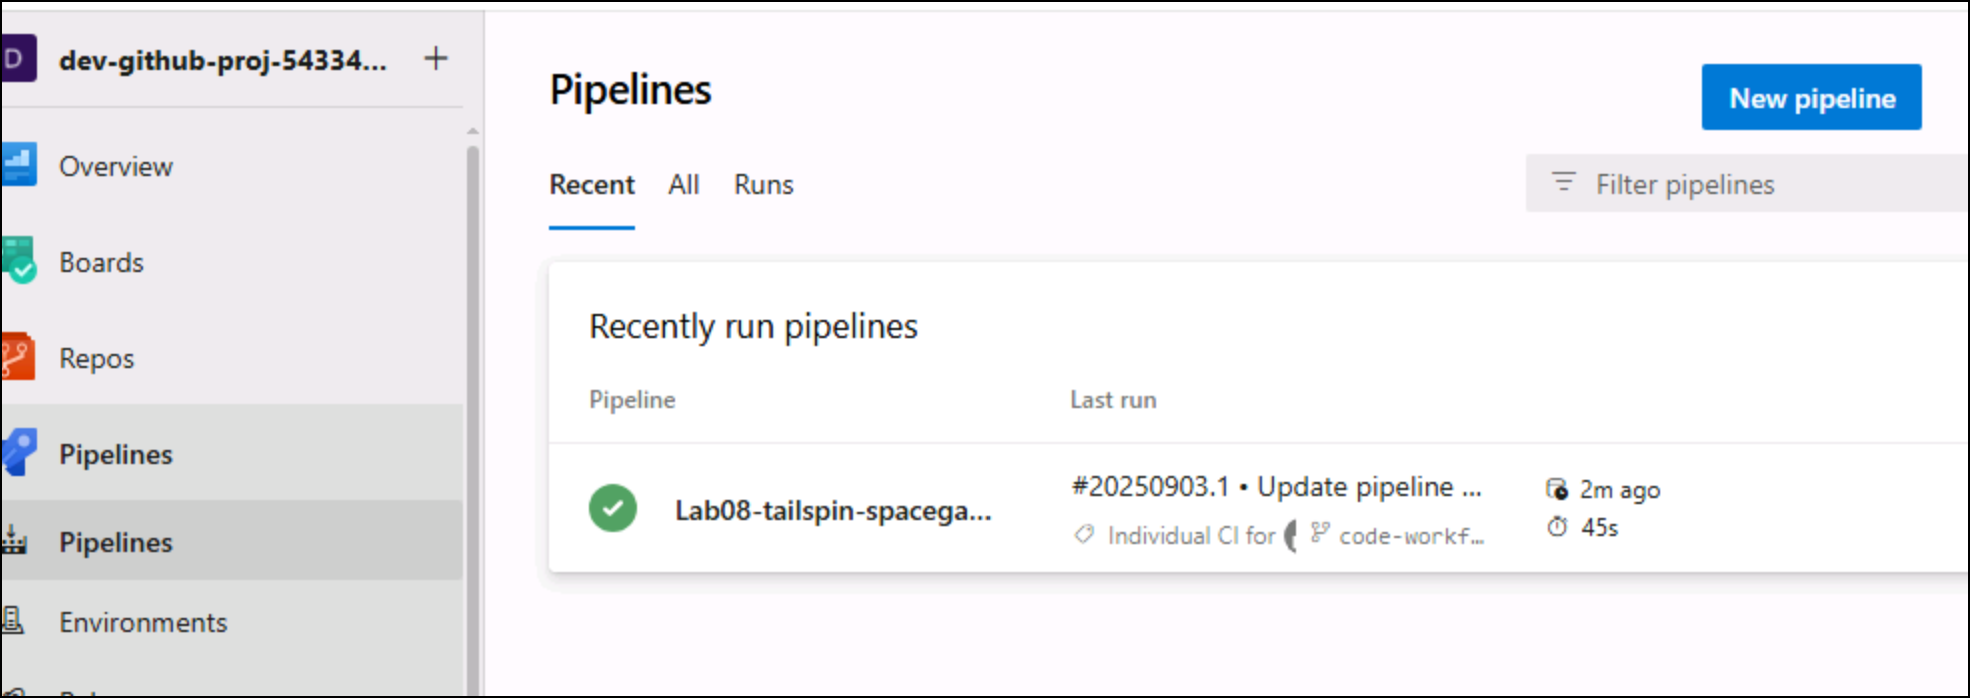 D
dev-github-proj-54334... +
Overview
Boards
Repos
Pipelines
Pipelines
Environments
Pipelines
New pipeline
Recent All Runs
Filter pipelines
Recently run pipelines
Pipeline Last run
Lab08-tailspin-spacega...
#20250903.1 • Update pipeline ...
Individual CI for code-workf...
2m ago
45s